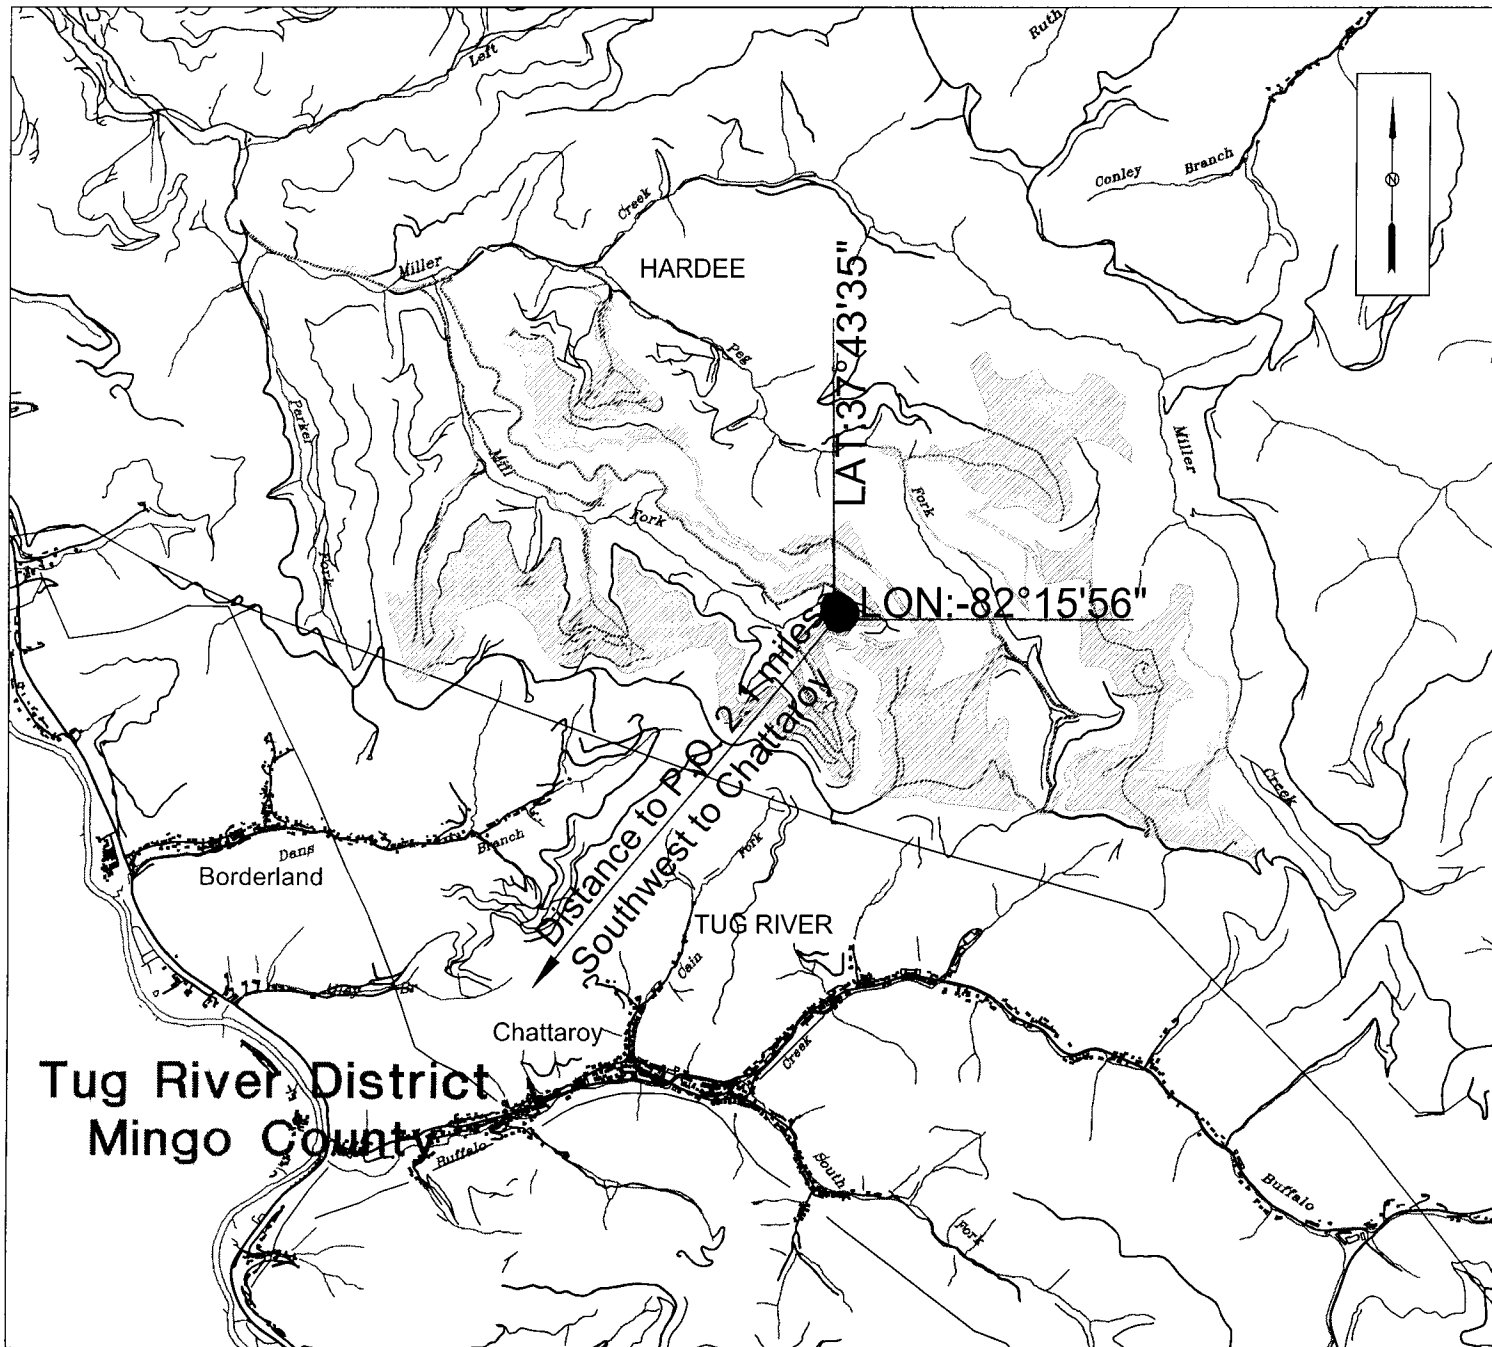 Left
Ruth
Conley Branch
N
Creek
Miller
HARDEE
LAT:37°43'35"
Peg
Parker
Miller
Mill
Fork
Fork
Fork
LON:-82°15'56"
Distance to P.O. 2.1 miles
Southwest to Chattaroy
Creek
Dans Branch
Borderland
Fork
TUG RIVER
Cain
Chattaroy
Creek
Tug River District
Mingo County
Buffalo
South
Fork
Buffalo